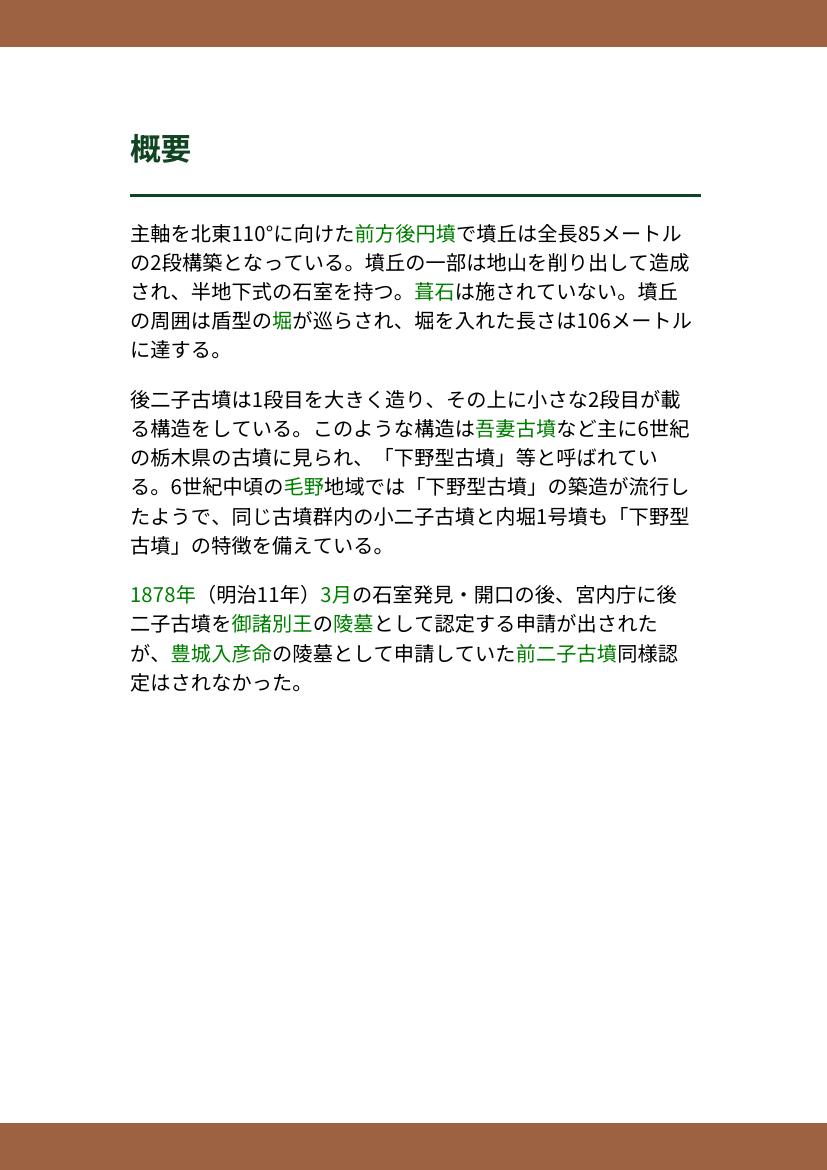 概要
主軸を北東110°に向けた前方後円墳で墳丘は全長85メートル
の2段構築となっている。墳丘の一部は地山を削り出して造成
され、半地下式の石室を持つ。葺石は施されていない。墳丘
の周囲は盾型の堀が巡らされ、堀を入れた長さは106メートル
に達する。
後二子古墳は1段目を大きく造り、その上に小さな2段目が載
る構造をしている。このような構造は吾妻古墳など主に6世紀
の栃木県の古墳に見られ、「下野型古墳」等と呼ばれてい
る。6世紀中頃の毛野地域では「下野型古墳」の築造が流行し
たようで、同じ古墳群内の小二子古墳と内堀1号墳も「下野型
古墳」の特徴を備えている。
1878年（明治11年）3月の石室発見・開口の後、宮内庁に後
二子古墳を御諸別王の陵墓として認定する申請が出された
が、豊城入彦命の陵墓として申請していた前二子古墳同様認
定はされなかった。